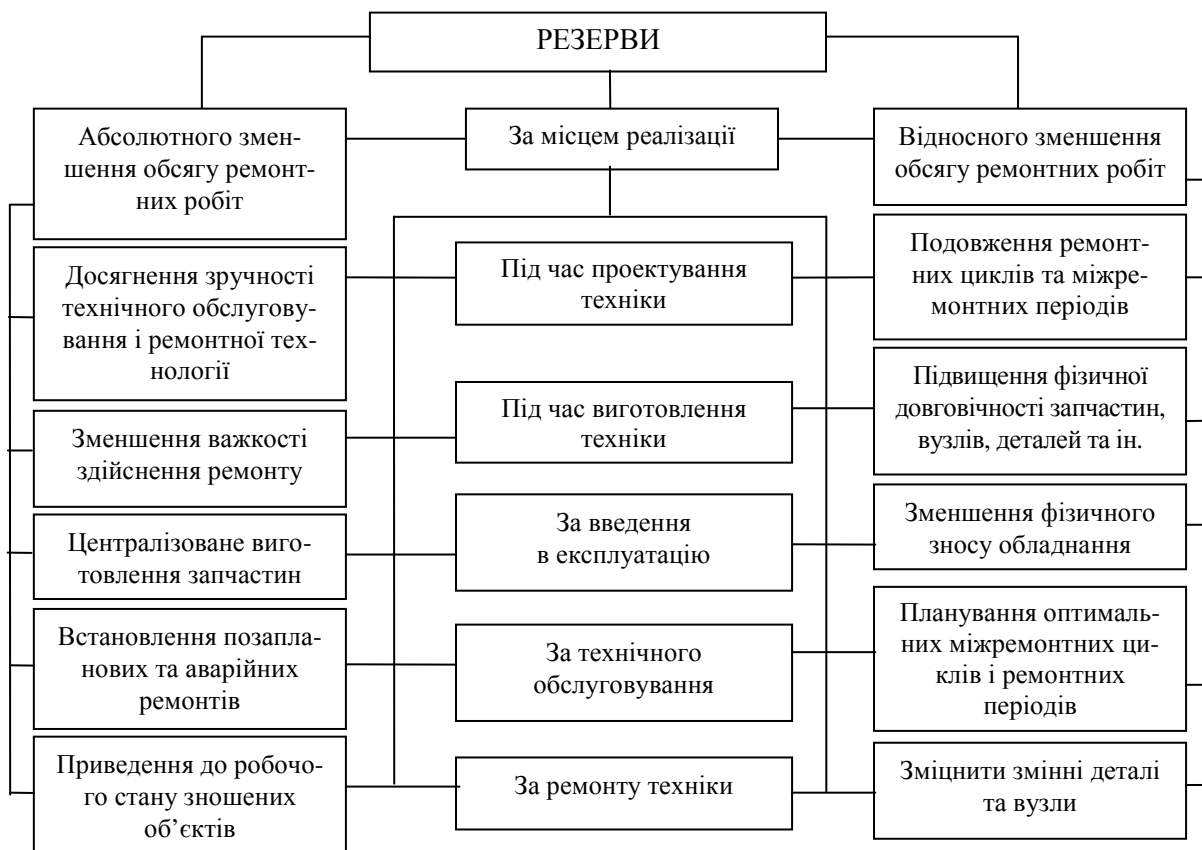 РЕЗЕРВИ
Абсолютного змен-
шення обсягу ремонт-
них робіт
За місцем реалізації
Відносного зменшення
обсягу ремонтних робіт
Досягнення зручності
технічного обслугову-
вання і ремонтної тех-
нології
Під час проектування
техніки
Подовження ремонт-
них циклів та міжре-
монтних періодів
Зменшення важкості
здійснення ремонту
Під час виготовлення
техніки
Підвищення фізичної
довговічності запчастин,
вузлів, деталей та ін.
Централізоване виго-
товлення запчастин
За введення
в експлуатацію
Зменшення фізичного
зносу обладнання
Встановлення позапла-
нових та аварійних
ремонтів
За технічного
обслуговування
Планування оптималь-
них міжремонтних ци-
клів і ремонтних
періодів
Приведення до робочо-
го стану зношених
об’єктів
За ремонту техніки
Зміцнити змінні деталі
та вузли